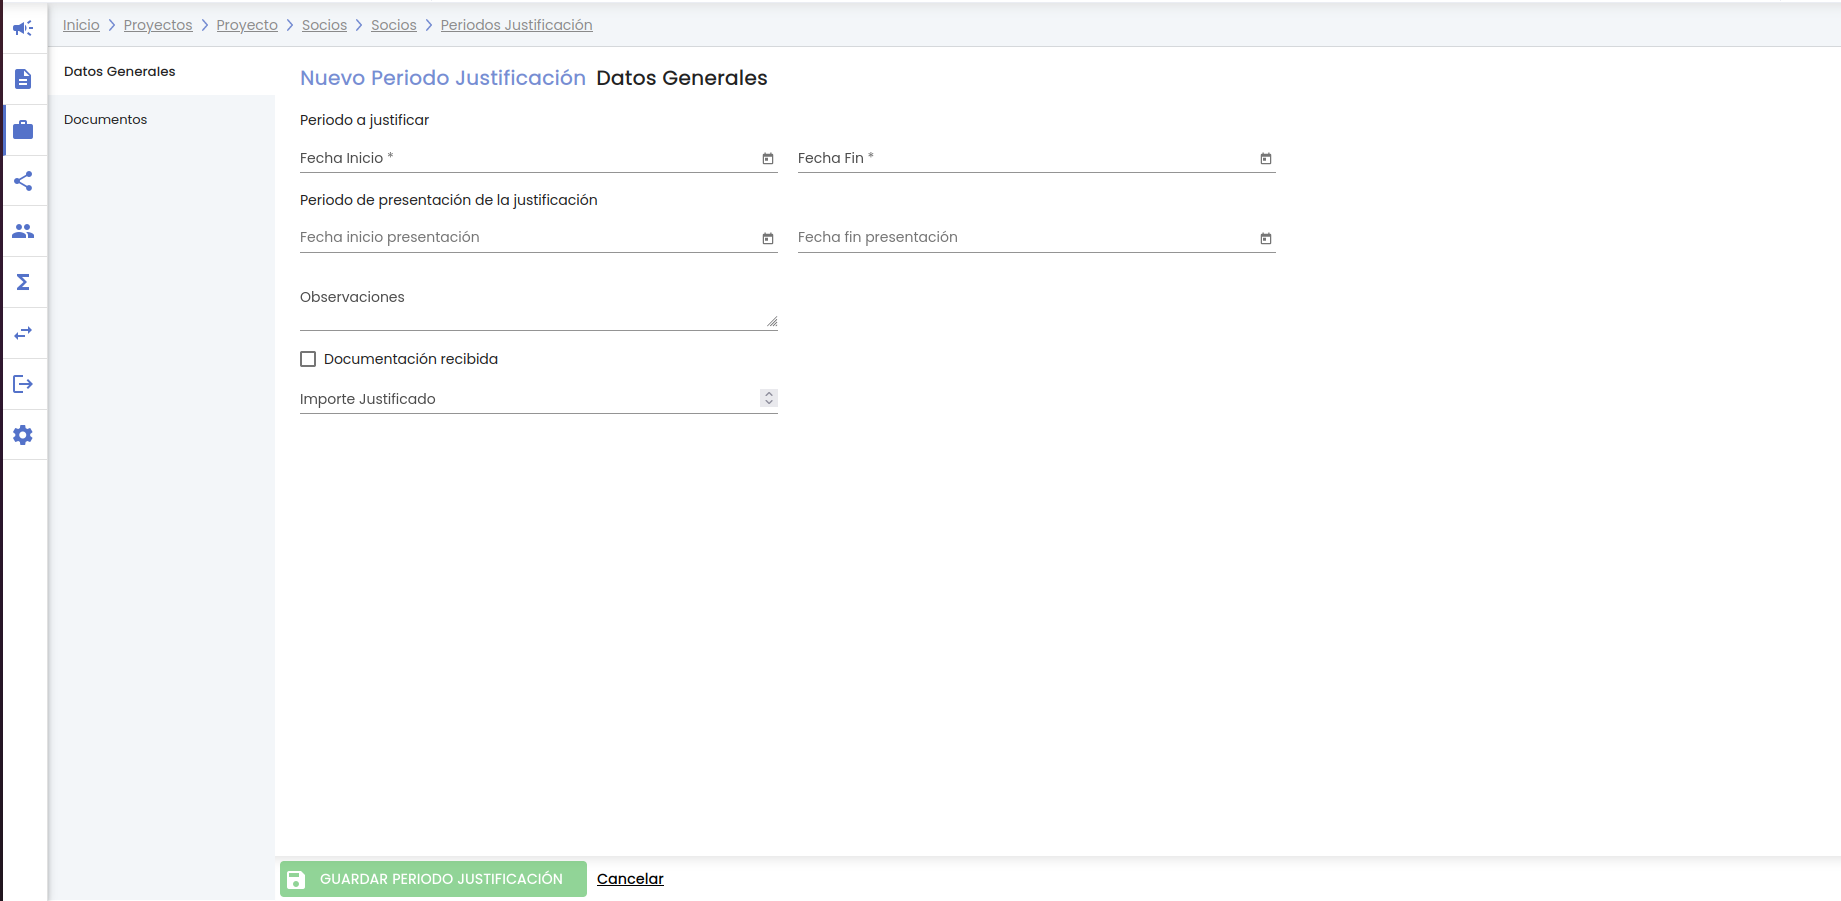 Inicio > Proyectos > Proyecto > Socios > Socios > Periodos Justificación
Datos Generales
Documentos
Nuevo Periodo Justificación Datos Generales
Periodo a justificar
Fecha Inicio * Fecha Fin *
Periodo de presentación de la justificación
Fecha inicio presentación Fecha fin presentación
Observaciones
Documentación recibida
Importe Justificado
GUARDAR PERIODO JUSTIFICACIÓN Cancelar